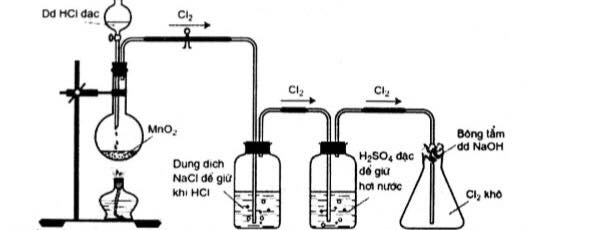 Dd HCl đặc
Cl2
MnO2
Dung dịch
NaCl để giữ
khí HCl
Cl2
H2SO4 đặc
để giữ
hơi nước
Cl2
Bông tẩm
dd NaOH
Cl2 khô